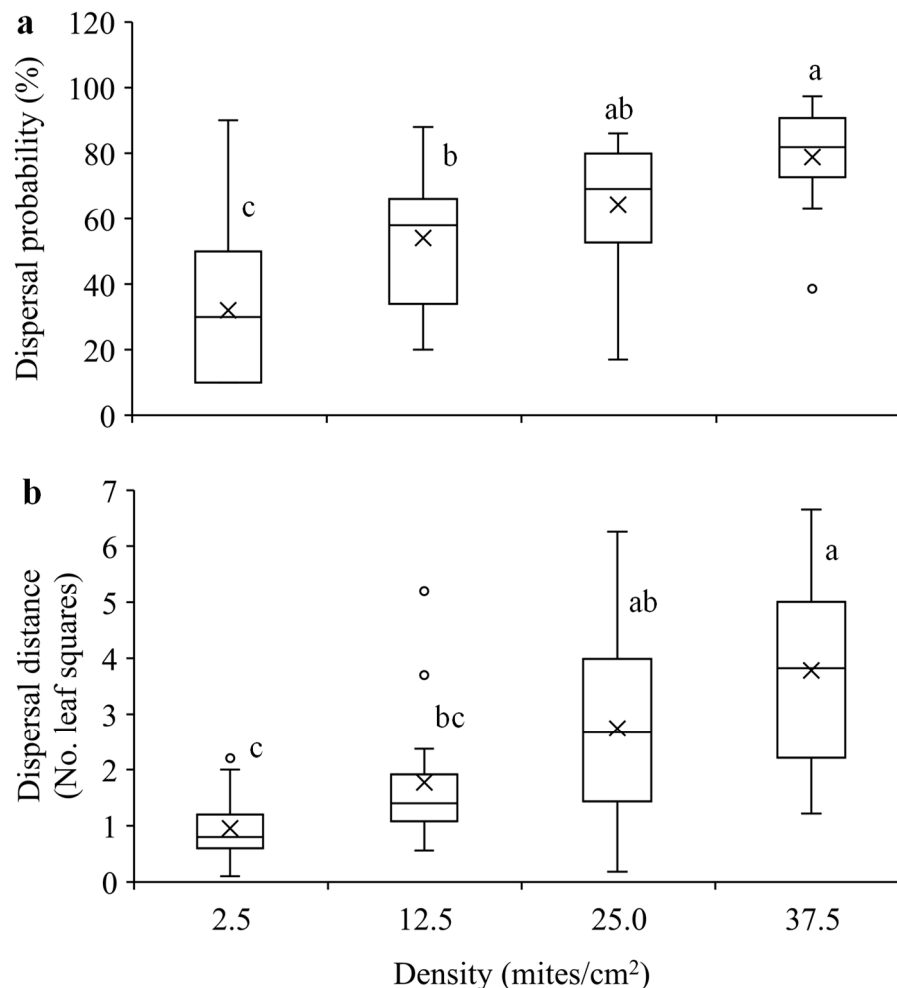 a
Dispersal probability (%)
120
100
80
60
40
20
0
c
b
ab
a
b
Dispersal distance
(No. leaf squares)
7
6
5
4
3
2
1
0
c
bc
ab
a
2.5 12.5 25.0 37.5
Density (mites/cm²)